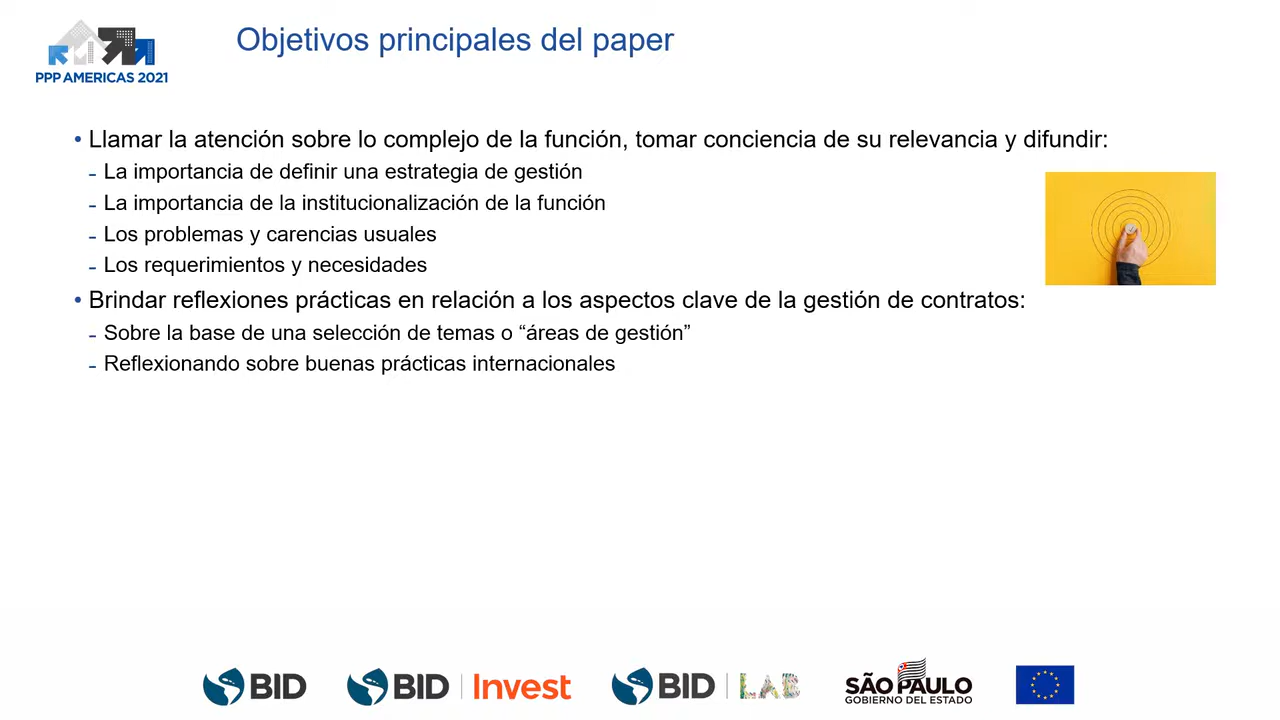 PPP AMERICAS 2021
Objetivos principales del paper
• Llamar la atención sobre lo complejo de la función, tomar conciencia de su relevancia y difundir:
- La importancia de definir una estrategia de gestión
- La importancia de la institucionalización de la función
- Los problemas y carencias usuales
- Los requerimientos y necesidades
• Brindar reflexiones prácticas en relación a los aspectos clave de la gestión de contratos:
- Sobre la base de una selección de temas o “áreas de gestión”
- Reflexionando sobre buenas prácticas internacionales
BID
BID | Invest
BID | LAB
SÃO PAULO
GOBIERNO DEL ESTADO